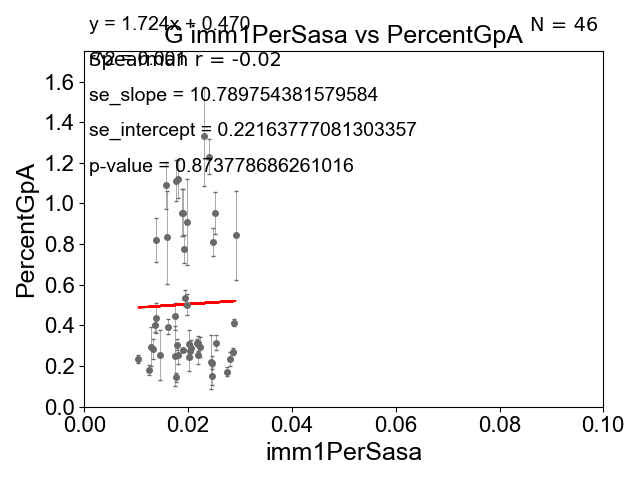 y = 1.724x + 0.470
N = 46
G imm1PerSasa vs PercentGpA
Spearman r = -0.02
se_slope = 10.789754381579584
se_intercept = 0.22163777081303357
p-value = 0.873778686261016
PercentGpA
1.6
1.4
1.2
1.0
0.8
0.6
0.4
0.2
0.0
0.00 0.02 0.04 0.06 0.08 0.10
imm1PerSasa